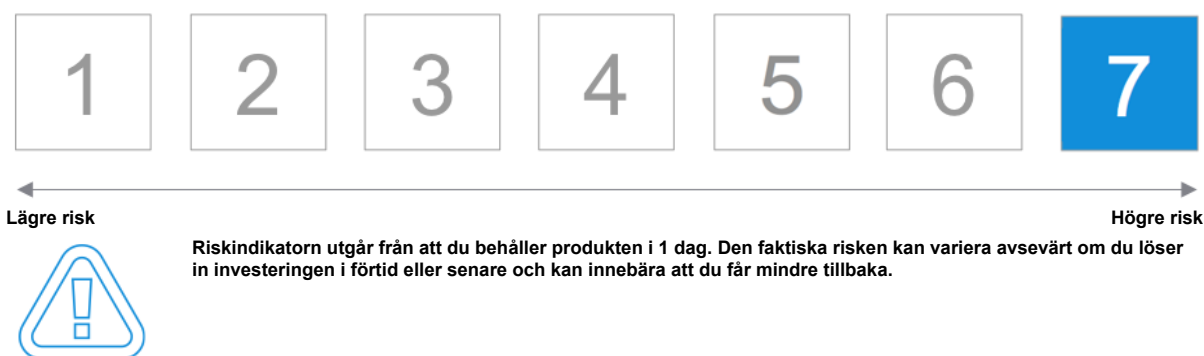 1 2 3 4 5 6 7
Lägre risk Högre risk
Riskindikatorn utgår från att du behåller produkten i 1 dag. Den faktiska risken kan variera avsevärt om du löser
in investeringen i förtid eller senare och kan innebära att du får mindre tillbaka.